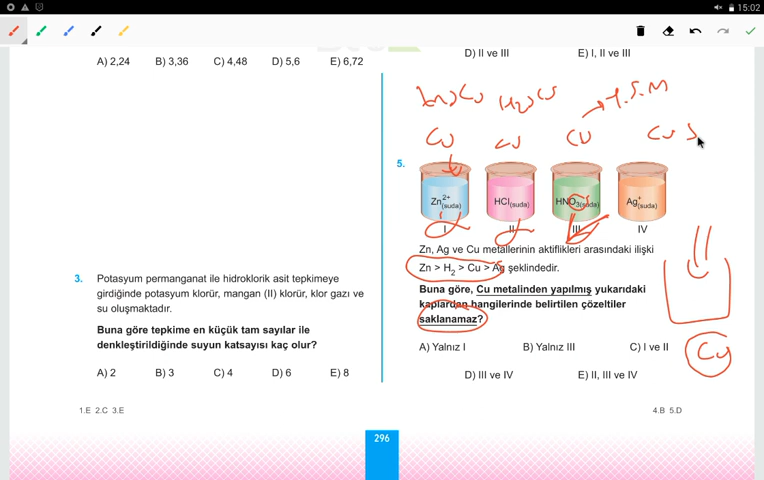 15:02
A) 2,24 B) 3,36 C) 4,48 D) 5,6 E) 6,72
3. Potasyum permanganat ile hidroklorik asit tepkimeye
girdiğinde potasyum klorür, mangan (II) klorür, klor gazı ve
su oluşmaktadır.
Buna göre tepkime en küçük tam sayılar ile
denkleştirildiğinde suyun katsayısı kaç olur?
A) 2 B) 3 C) 4 D) 6 E) 8
1.E 2.C 3.E
296
D) II ve III E) I, II ve III
Zn>Cu H2>Cu Y.S.M
Cu Cu Cu Cu >
5.
Zn2+(suda) HCl(suda) HNO3(suda) Ag+(suda)
I II III IV
Zn, Ag ve Cu metallerinin aktiflikleri arasındaki ilişki
Zn > H2 > Cu > Ag şeklindedir.
Buna göre, Cu metalinden yapılmış yukarıdaki
kaplardan hangilerinde belirtilen çözeltiler
saklanamaz?
Cu
A) Yalnız I B) Yalnız III C) I ve II
D) III ve IV E) II, III ve IV
4.B 5.D